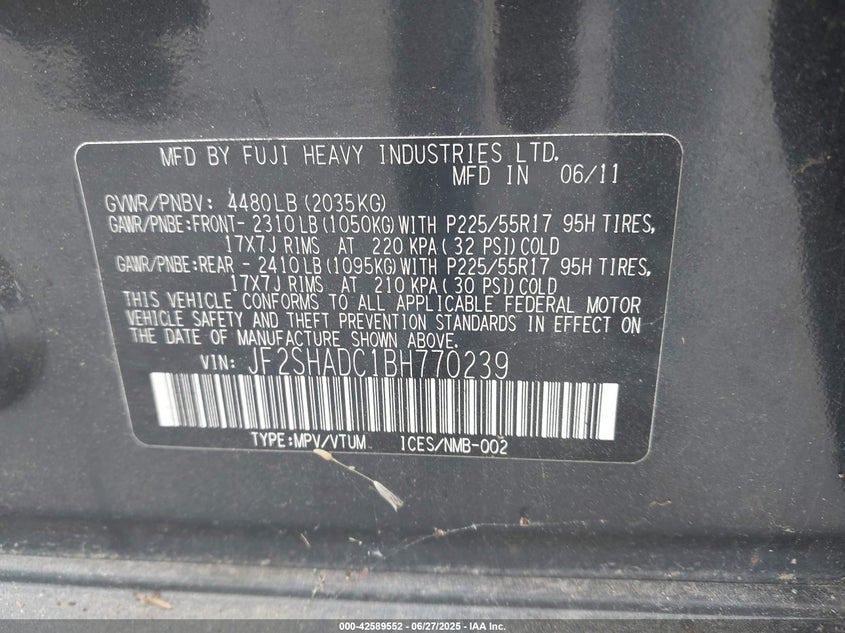 MFD BY FUJI HEAVY INDUSTRIES LTD.
MFD IN 06/11
GVWR/PNBV: 4480LB (2035KG)
GAWR/PNBE:FRONT- 2310LB (1050KG) WITH P225/55R17 95H TIRES,
17X7J RIMS AT 220 KPA( 32 PSI) COLD
GAWR/PNBE:REAR - 2410LB (1095KG) WITH P225/55R17 95H TIRES,
17X7J RIMS AT 210 KPA( 30 PSI) COLD
THIS VEHICLE CONFORMS TO ALL APPLICABLE FEDERAL MOTOR
VEHICLE SAFETY AND THEFT PREVENTION STANDARDS IN EFFECT ON
THE DATE OF MANUFACTURE SHOWN ABOVE.
VIN: JF2SHADC1BH770239
TYPE:MPV/VTUM ICES/NMB-002
000-42589552 - 06/27/2025 - IAA Inc.